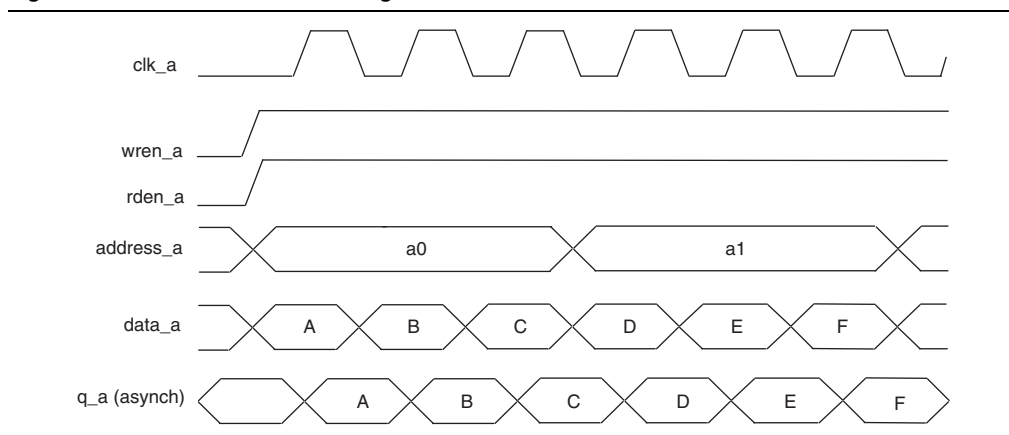 clk_a
wren_a
rden_a
address_a a0 a1
data_a A B C D E F
q_a (asynch) A B C D E F